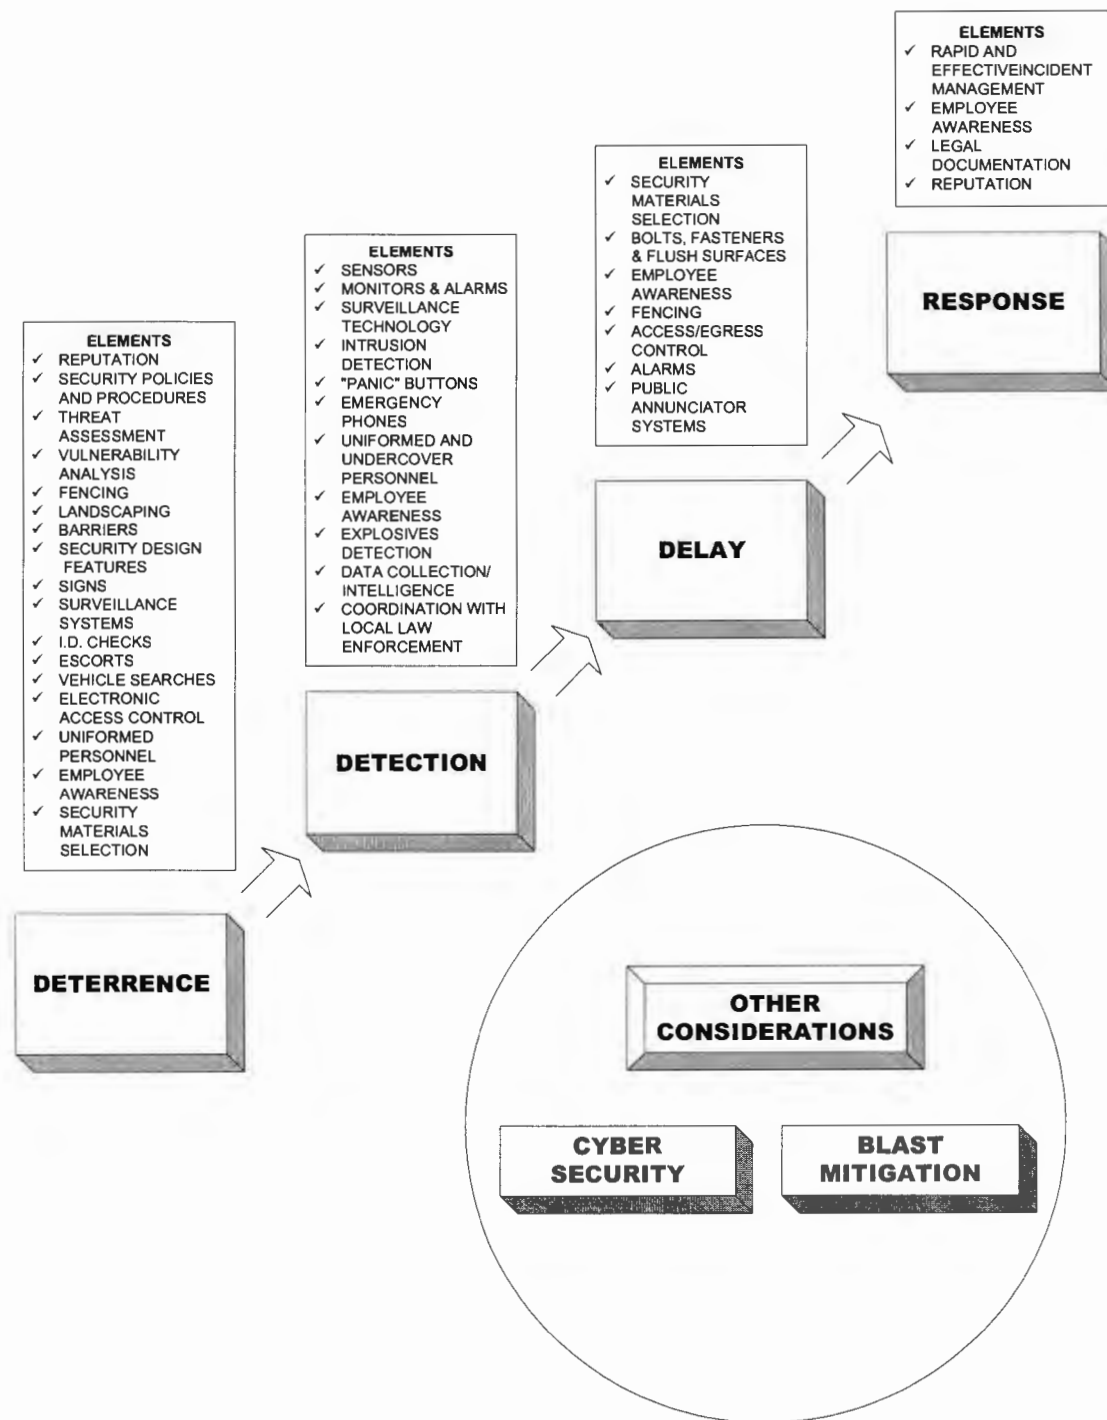 ELEMENTS
✓ REPUTATION
✓ SECURITY POLICIES
AND PROCEDURES
✓ THREAT
ASSESSMENT
✓ VULNERABILITY
ANALYSIS
✓ FENCING
✓ LANDSCAPING
✓ BARRIERS
✓ SECURITY DESIGN
FEATURES
✓ SIGNS
✓ SURVEILLANCE
SYSTEMS
✓ I.D. CHECKS
✓ ESCORTS
✓ VEHICLE SEARCHES
✓ ELECTRONIC
ACCESS CONTROL
✓ UNIFORMED
PERSONNEL
✓ EMPLOYEE
AWARENESS
✓ SECURITY
MATERIALS
SELECTION
DETERRENCE
ELEMENTS
✓ SENSORS
✓ MONITORS & ALARMS
✓ SURVEILLANCE
TECHNOLOGY
✓ INTRUSION
DETECTION
✓ "PANIC" BUTTONS
✓ EMERGENCY
PHONES
✓ UNIFORMED AND
UNDERCOVER
PERSONNEL
✓ EMPLOYEE
AWARENESS
✓ EXPLOSIVES
DETECTION
✓ DATA COLLECTION/
INTELLIGENCE
✓ COORDINATION WITH
LOCAL LAW
ENFORCEMENT
DETECTION
ELEMENTS
✓ SECURITY
MATERIALS
SELECTION
✓ BOLTS, FASTENERS
& FLUSH SURFACES
✓ EMPLOYEE
AWARENESS
✓ FENCING
✓ ACCESS/EGRESS
CONTROL
✓ ALARMS
✓ PUBLIC
ANNUNCIATOR
SYSTEMS
DELAY
ELEMENTS
✓ RAPID AND
EFFECTIVEINCIDENT
MANAGEMENT
✓ EMPLOYEE
AWARENESS
✓ LEGAL
DOCUMENTATION
✓ REPUTATION
RESPONSE
OTHER
CONSIDERATIONS
CYBER
SECURITY
BLAST
MITIGATION